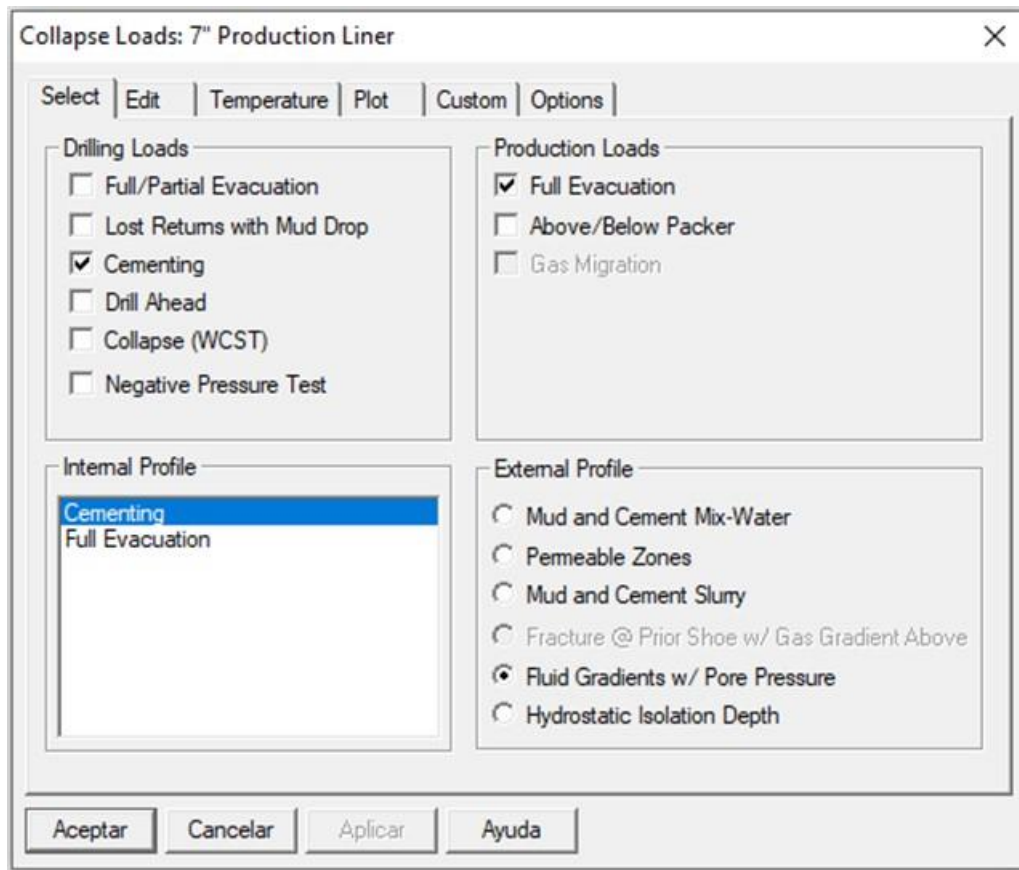 Collapse Loads: 7" Production Liner
Select Edit Temperature Plot Custom Options
Drilling Loads
Full/Partial Evacuation
Lost Returns with Mud Drop
Cementing
Drill Ahead
Collapse (WCST)
Negative Pressure Test
Production Loads
Full Evacuation
Above/Below Packer
Gas Migration
Internal Profile
Cementing
Full Evacuation
External Profile
Mud and Cement Mix-Water
Permeable Zones
Mud and Cement Slurry
Fracture @ Prior Shoe w/ Gas Gradient Above
Fluid Gradients w/ Pore Pressure
Hydrostatic Isolation Depth
Aceptar Cancelar Aplicar Ayuda